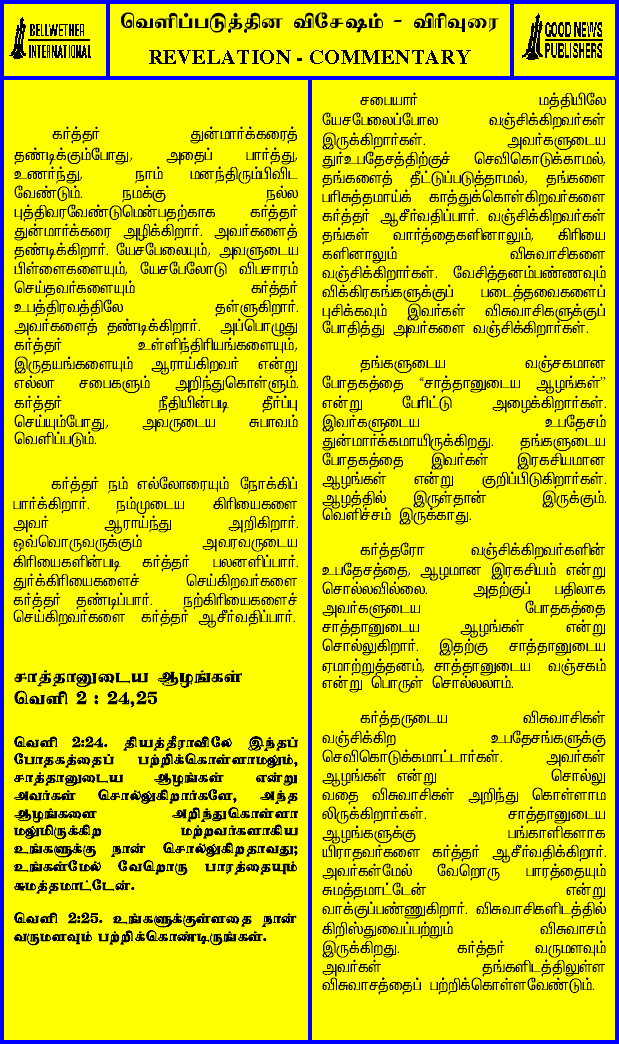 BELLWETHER
INTERNATIONAL
வெளிப்படுத்தின விசேஷம் - விரிவுரை
REVELATION - COMMENTARY
GOOD NEWS
PUBLISHERS
கர்த்தர் துன்மார்க்கரைத்
தண்டிக்கும்போது, அதைப் பார்த்து,
உணர்ந்து, நாம் மனந்திரும்பிவிட
வேண்டும். நமக்கு நல்ல
புத்திவரவேண்டுமென்பதற்காக கர்த்தர்
துன்மார்க்கரை அழிக்கிறார். அவர்களைத்
தண்டிக்கிறார். யேசபேலையும், அவளுடைய
பிள்ளைகளையும், யேசபேலோடு விபசாரம்
செய்தவர்களையும் கர்த்தர்
உபத்திரவத்திலே தள்ளுகிறார்.
அவர்களைத் தண்டிக்கிறார். அப்பொழுது
கர்த்தர் உள்ளிந்திரியங்களையும்,
இருதயங்களையும் ஆராய்கிறவர் என்று
எல்லா சபைகளும் அறிந்துகொள்ளும்.
கர்த்தர் நீதியின்படி தீர்ப்பு
செய்யும்போது, அவருடைய சுபாவம்
வெளிப்படும்.
கர்த்தர் நம் எல்லோரையும் நோக்கிப்
பார்க்கிறார். நம்முடைய கிரியைகளை
அவர் ஆராய்ந்து அறிகிறார்.
ஒவ்வொருவருக்கும் அவரவருடைய
கிரியைகளின்படி கர்த்தர் பலனளிப்பார்.
துர்க்கிரியைகளைச் செய்கிறவர்களை
கர்த்தர் தண்டிப்பார். நற்கிரியைகளைச்
செய்கிறவர்களை கர்த்தர் ஆசீர்வதிப்பார்.
சாத்தானுடைய ஆழங்கள்
வெளி 2 : 24,25
வெளி 2:24. தியத்தீராவிலே இந்தப்
போதகத்தைப் பற்றிக்கொள்ளாமலும்,
சாத்தானுடைய ஆழங்கள் என்று
அவர்கள் சொல்லுகிறார்களே, அந்த
ஆழங்களை அறிந்துகொள்ளா
மலுமிருக்கிற மற்றவர்களாகிய
உங்களுக்கு நான் சொல்லுகிறதாவது;
உங்கள்மேல் வேறொரு பாரத்தையும்
சுமத்தமாட்டேன்.
வெளி 2:25. உங்களுக்குள்ளதை நான்
வருமளவும் பற்றிக்கொண்டிருங்கள்.
சபையார் மத்தியிலே
யேசபேலைப்போல வஞ்சிக்கிறவர்கள்
இருக்கிறார்கள். அவர்களுடைய
துர்உபதேசத்திற்குச் செவிகொடுக்காமல்,
தங்களைத் தீட்டுப்படுத்தாமல், தங்களை
பரிசுத்தமாய்க் காத்துக்கொள்கிறவர்களை
கர்த்தர் ஆசீர்வதிப்பார். வஞ்சிக்கிறவர்கள்
தங்கள் வார்த்தைகளினாலும், கிரியை
களினாலும் விசுவாசிகளை
வஞ்சிக்கிறார்கள். வேசித்தனம்பண்ணவும்
விக்கிரகங்களுக்குப் படைத்தவைகளைப்
புசிக்கவும் இவர்கள் விசுவாசிகளுக்குப்
போதித்து அவர்களை வஞ்சிக்கிறார்கள்.
தங்களுடைய வஞ்சகமான
போதகத்தை “சாத்தானுடைய ஆழங்கள்”
என்று பேரிட்டு அழைக்கிறார்கள்.
இவர்களுடைய உபதேசம்
துன்மார்க்கமாயிருக்கிறது. தங்களுடைய
போதகத்தை இவர்கள் இரகசியமான
ஆழங்கள் என்று குறிப்பிடுகிறார்கள்.
ஆழத்தில் இருள்தான் இருக்கும்.
வெளிச்சம் இருக்காது.
கர்த்தரோ வஞ்சிக்கிறவர்களின்
உபதேசத்தை, ஆழமான இரகசியம் என்று
சொல்லவில்லை. அதற்குப் பதிலாக
அவர்களுடைய போதகத்தை
சாத்தானுடைய ஆழங்கள் என்று
சொல்லுகிறார். இதற்கு சாத்தானுடைய
ஏமாற்றுத்தனம், சாத்தானுடைய வஞ்சகம்
என்று பொருள் சொல்லலாம்.
கர்த்தருடைய விசுவாசிகள்
வஞ்சிக்கிற உபதேசங்களுக்கு
செவிகொடுக்கமாட்டார்கள். அவர்கள்
ஆழங்கள் என்று சொல்லு
வதை விசுவாசிகள் அறிந்து கொள்ளாம
லிருக்கிறார்கள். சாத்தானுடைய
ஆழங்களுக்கு பங்காளிகளாக
யிராதவர்களை கர்த்தர் ஆசீர்வதிக்கிறார்.
அவர்கள்மேல் வேறொரு பாரத்தையும்
சுமத்தமாட்டேன் என்று
வாக்குப்பண்ணுகிறார். விசுவாசிகளிடத்தில்
கிறிஸ்துவைப்பற்றும் விசுவாசம்
இருக்கிறது. கர்த்தர் வருமளவும்
அவர்கள் தங்களிடத்திலுள்ள
விசுவாசத்தைப் பற்றிக்கொள்ளவேண்டும்.